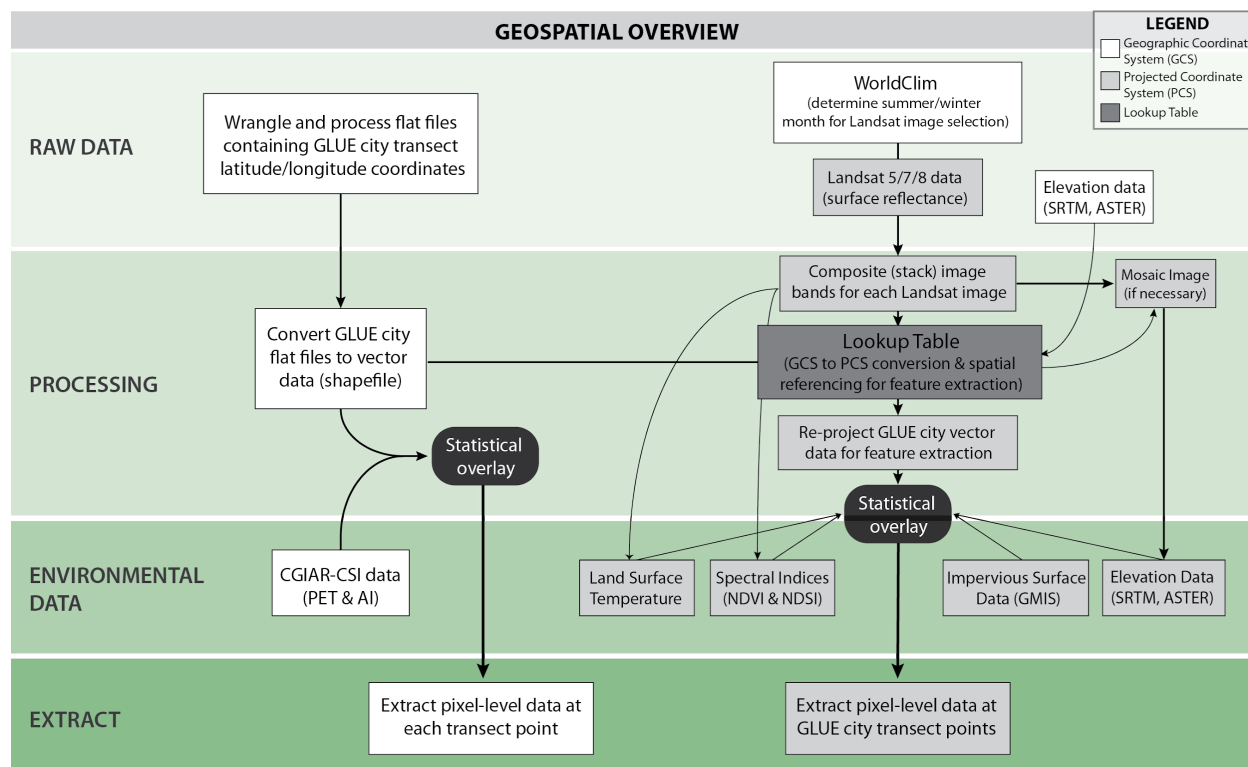 GEOSPATIAL OVERVIEW
LEGEND
Geographic Coordinat
System (GCS)
Projected Coordinate
System (PCS)
Lookup Table
RAW DATA
Wrangle and process flat files
containing GLUE city transect
latitude/longitude coordinates
WorldClim
(determine summer/winter
month for Landsat image selection)
Landsat 5/7/8 data
(surface reflectance)
Elevation data
(SRTM, ASTER)
PROCESSING
Composite (stack) image
bands for each Landsat image
Mosaic Image
(if necessary)
Convert GLUE city
flat files to vector
data (shapefile)
Lookup Table
(GCS to PCS conversion & spatial
referencing for feature extraction)
Re-project GLUE city vector
data for feature extraction
Statistical
overlay
Statistical
overlay
ENVIRONMENTAL
DATA
CGIAR-CSI data
(PET & AI)
Land Surface
Temperature
Spectral Indices
(NDVI & NDSI)
Impervious Surface
Data (GMIS)
Elevation Data
(SRTM, ASTER)
EXTRACT
Extract pixel-level data at
each transect point
Extract pixel-level data at
GLUE city transect points